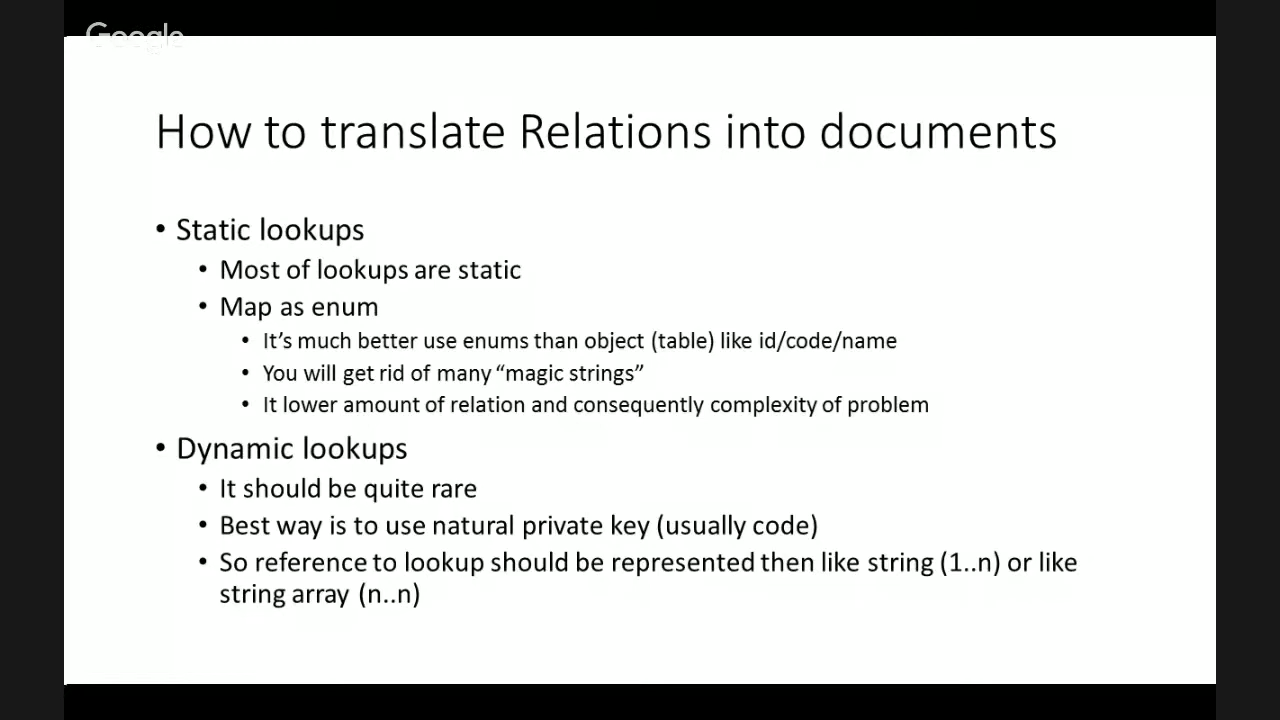 Google
How to translate Relations into documents
• Static lookups
• Most of lookups are static
• Map as enum
• It’s much better use enums than object (table) like id/code/name
• You will get rid of many “magic strings”
• It lower amount of relation and consequently complexity of problem
• Dynamic lookups
• It should be quite rare
• Best way is to use natural private key (usually code)
• So reference to lookup should be represented then like string (1..n) or like
string array (n..n)